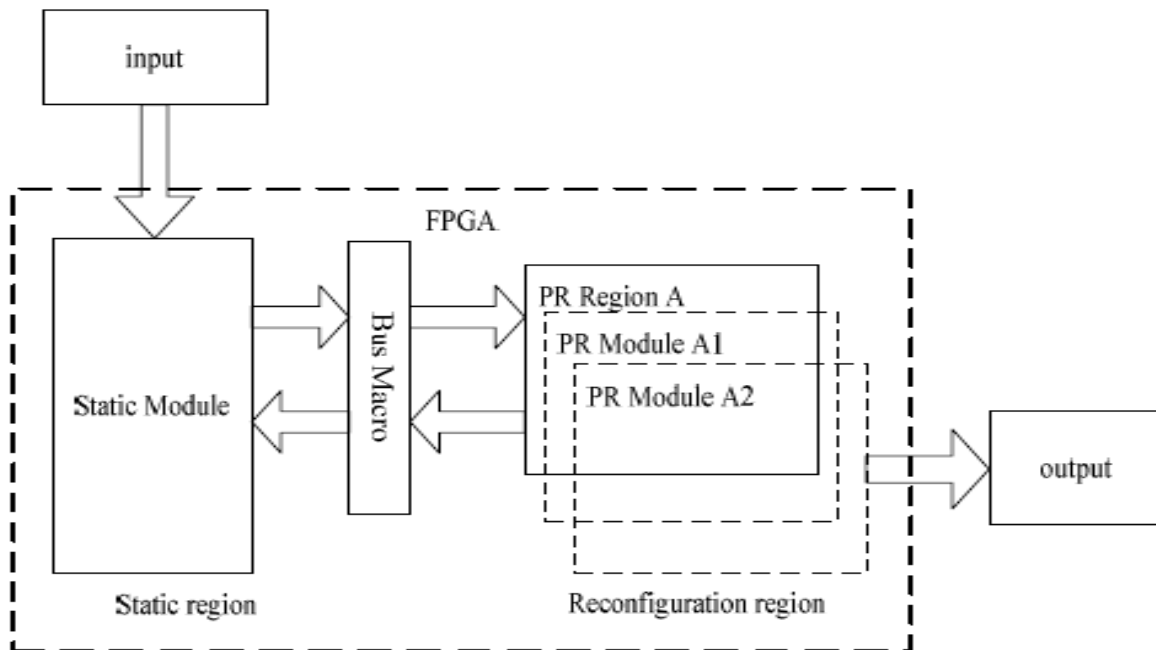 input
FPGA
PR Region A
PR Module A1
Bus Macro
PR Module A2
Static Module
output
Static region
Reconfiguration region